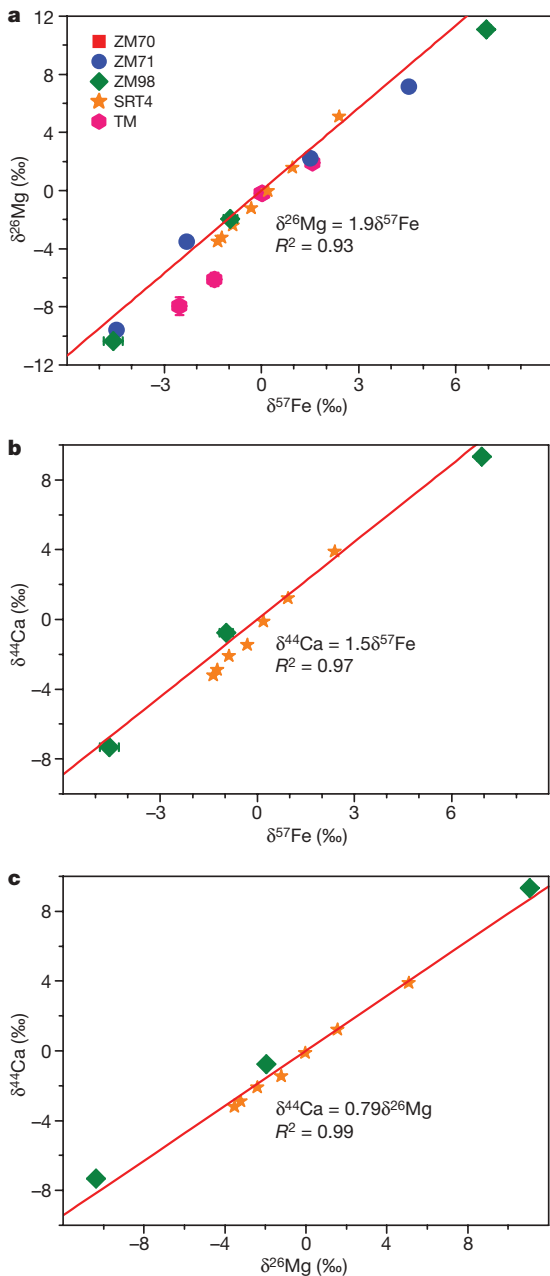 a
12
8
4
0
−4
−8
−12
δ²⁶Mg (‰)
ZM70
ZM71
ZM98
SRT4
TM
δ²⁶Mg = 1.9δ⁵⁷Fe
R² = 0.93
−3 0 3 6
δ⁵⁷Fe (‰)
b
8
4
0
−4
−8
δ⁴⁴Ca (‰)
δ⁴⁴Ca = 1.5δ⁵⁷Fe
R² = 0.97
−3 0 3 6
δ⁵⁷Fe (‰)
c
8
4
0
−4
−8
δ⁴⁴Ca (‰)
δ⁴⁴Ca = 0.79δ²⁶Mg
R² = 0.99
−8 −4 0 4 8
δ²⁶Mg (‰)